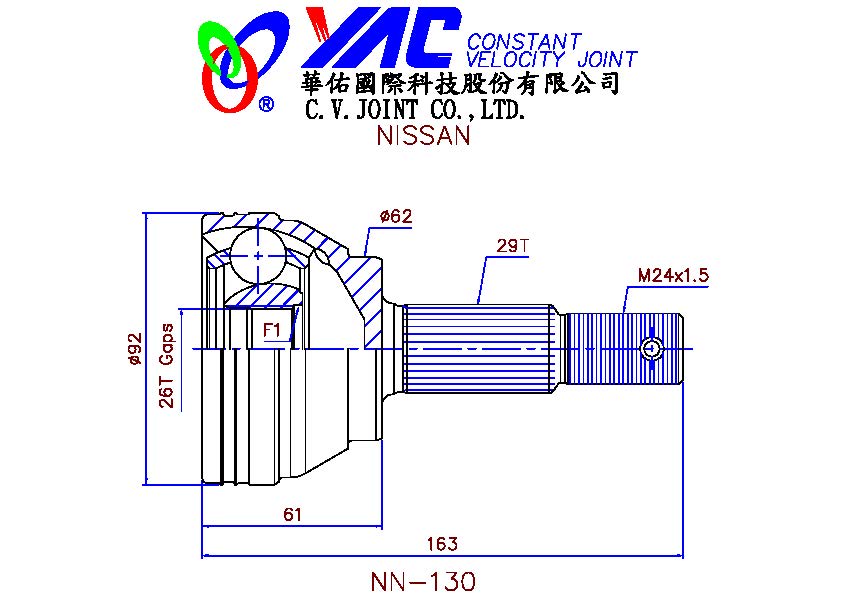 YAC CONSTANT
VELOCITY JOINT
®
華佑國際科技股份有限公司
C.V.JOINT CO.,LTD.
NISSAN
ø62
29T
M24x1.5
F1
ø92
26T Gaps
61
163
NN-130